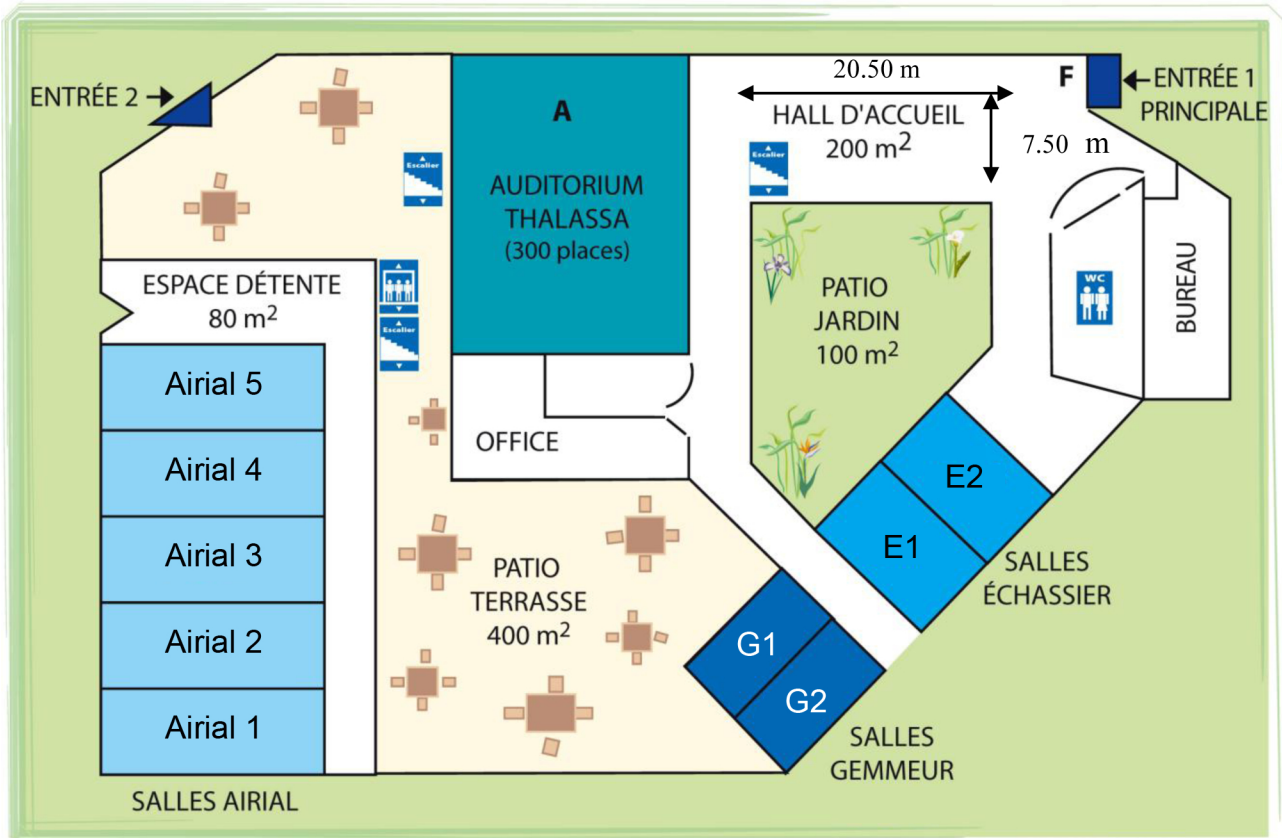 ENTRÉE 2
A
AUDITORIUM
THALASSA
(300 places)
20.50 m
HALL D'ACCUEIL
200 m²
7.50 m
F
ENTRÉE 1
PRINCIPALE
Escalier
Escalier
Escalier
ESPACE DÉTENTE
80 m²
PATIO
JARDIN
100 m²
WC
BUREAU
Airial 5
Airial 4
Airial 3
Airial 2
Airial 1
SALLES AIRIAL
OFFICE
PATIO
TERRASSE
400 m²
E2
E1
SALLES
ÉCHASSIER
G1
G2
SALLES
GEMMEUR